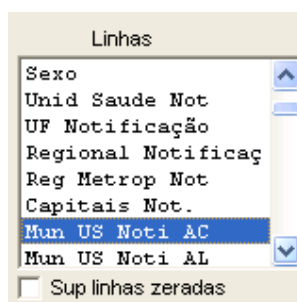 Linhas
Sexo
Unid Saude Not
UF Notificação
Regional Notificaç
Reg Metrop Not
Capitais Not.
Mun US Noti AC
Mun US Noti AL
Sup linhas zeradas